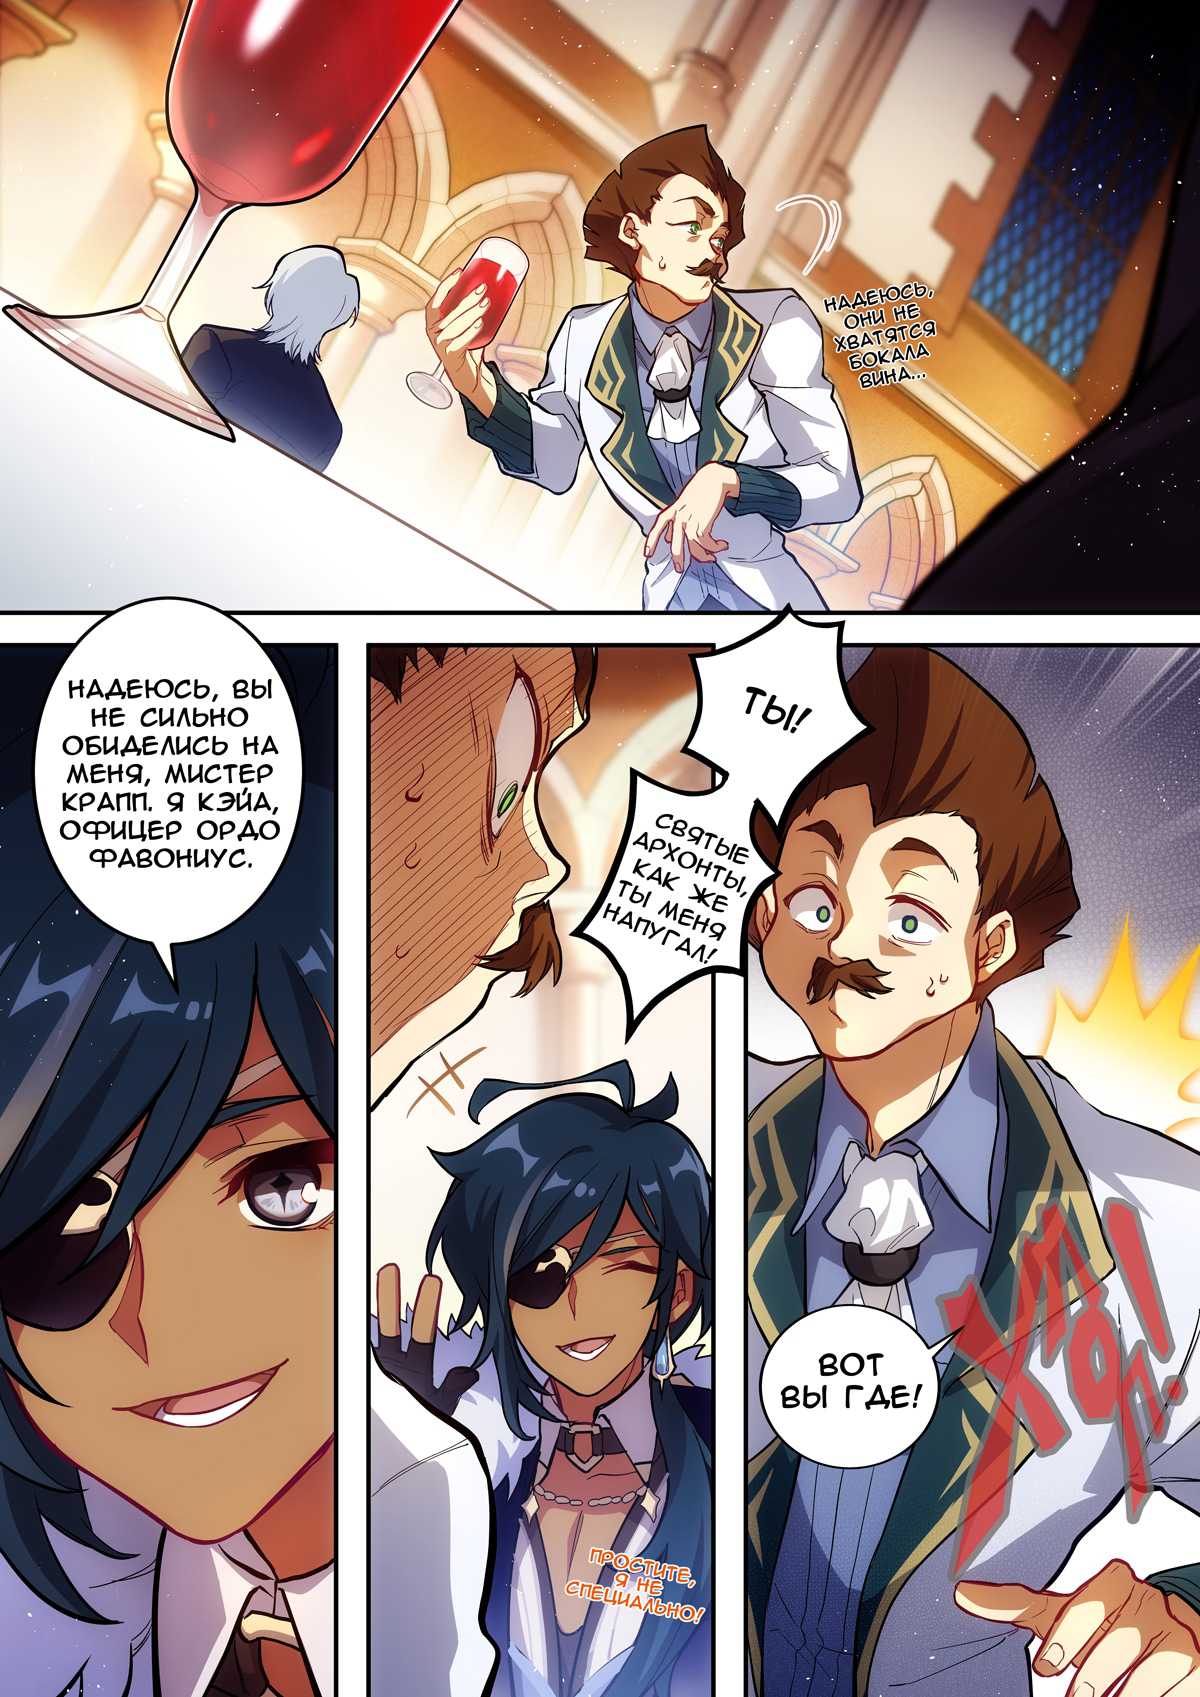 НАДЕЮСЬ,
ОНИ НЕ
ХВАТЯТСЯ
БОКАЛА
ВИНА...
ВОТ
ВЫ ГДЕ!
ХЛОП!
ТЫ!
СВЯТЫЕ
АРХОНТЫ,
КАК ЖЕ
ТЫ МЕНЯ
НАПУГАЛ!
ПРОСТИТЕ,
Я НЕ
СПЕЦИАЛЬНО!
НАДЕЮСЬ, ВЫ
НЕ СИЛЬНО
ОБИДЕЛИСЬ НА
МЕНЯ, МИСТЕР
КРАПП. Я КЭЙА,
ОФИЦЕР ОРДО
ФАВОНИУС.